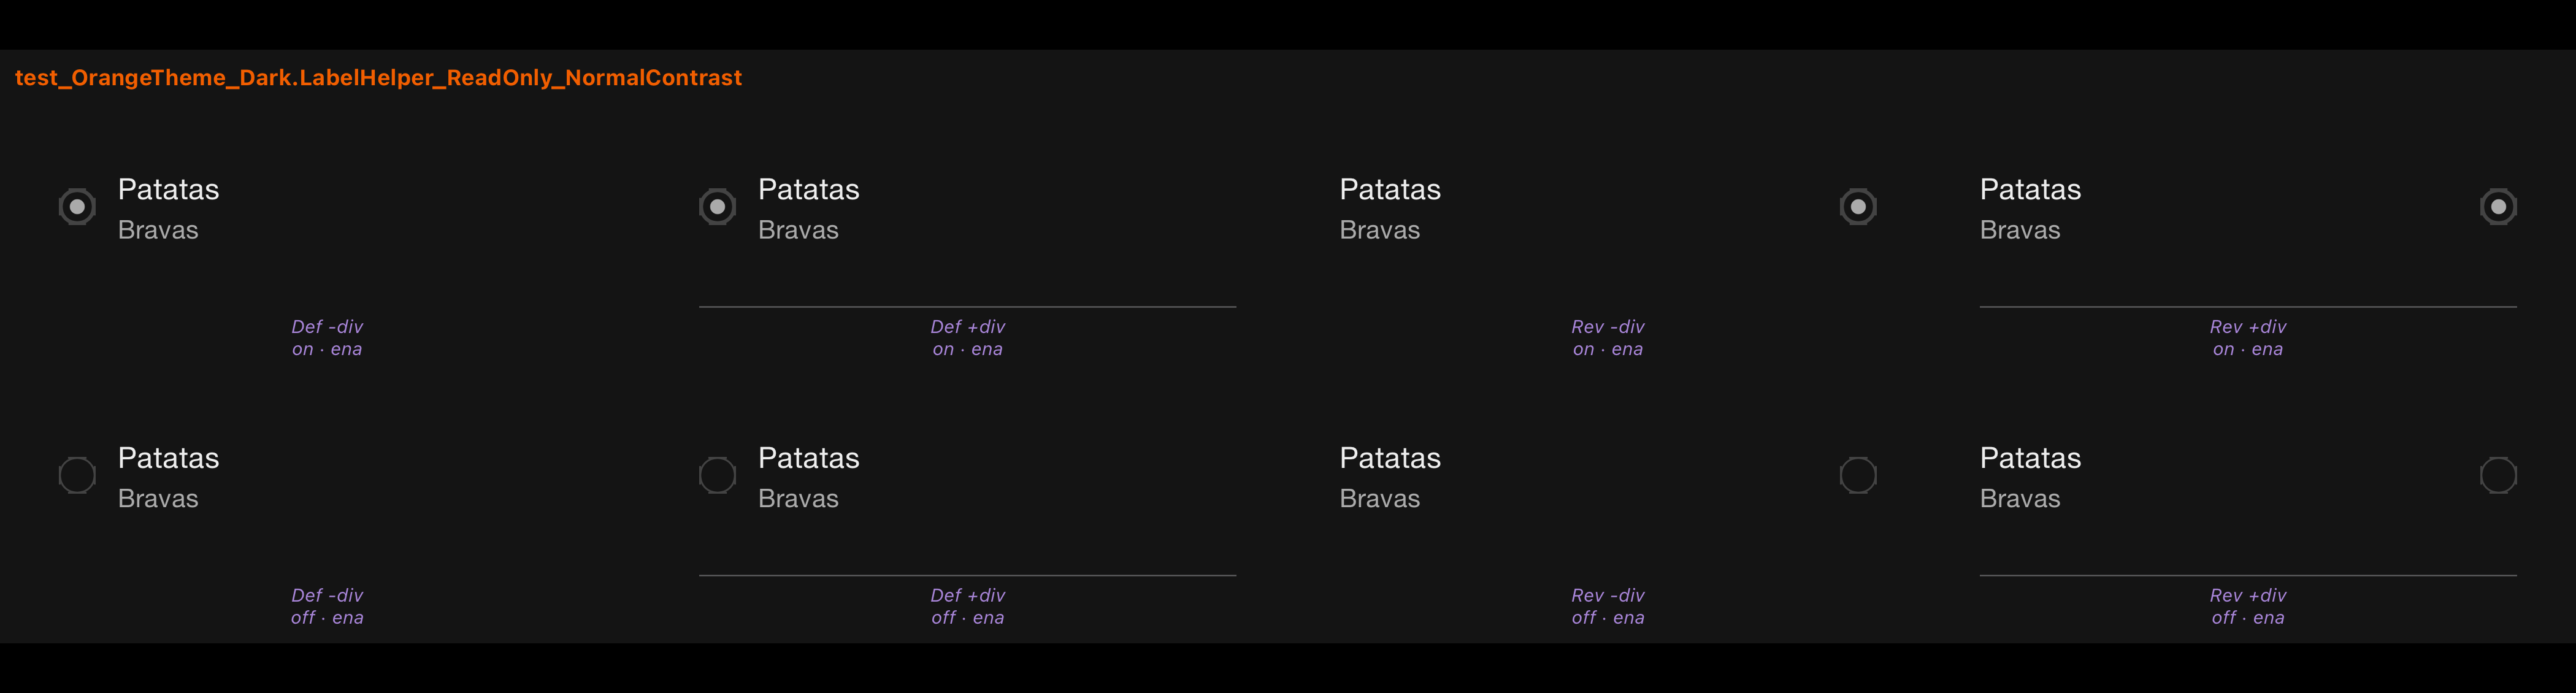 test_OrangeTheme_Dark.LabelHelper_ReadOnly_NormalContrast
Patatas
Bravas
Def -div
on · ena
Patatas
Bravas
Def +div
on · ena
Patatas
Bravas
Rev -div
on · ena
Patatas
Bravas
Rev +div
on · ena
Patatas
Bravas
Def -div
off · ena
Patatas
Bravas
Def +div
off · ena
Patatas
Bravas
Rev -div
off · ena
Patatas
Bravas
Rev +div
off · ena